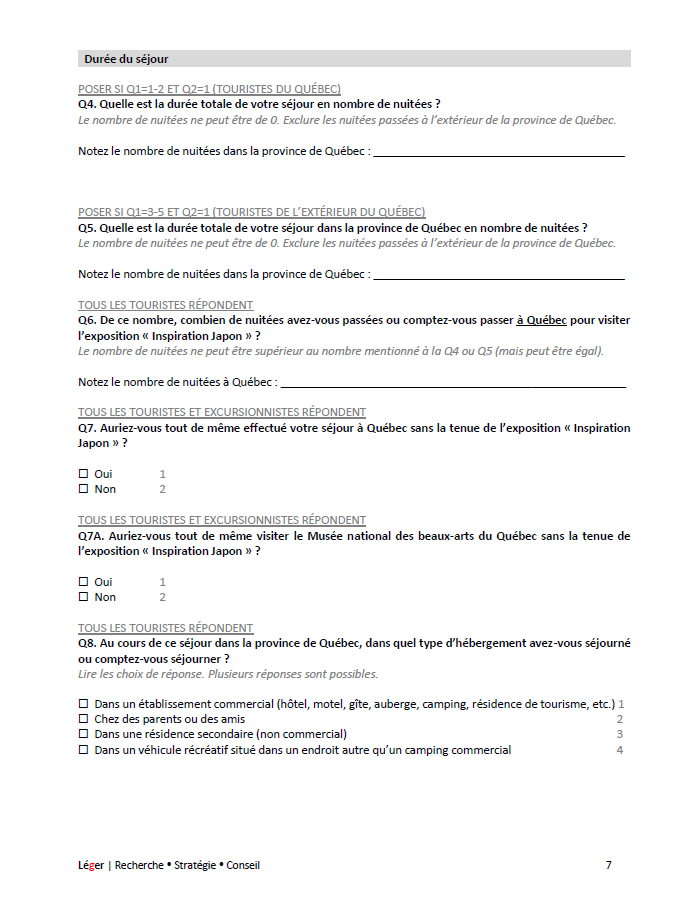 Durée du séjour
POSER SI Q1=1-2 ET Q2=1 (TOURISTES DU QUÉBEC)
Q4. Quelle est la durée totale de votre séjour en nombre de nuitées ?
Le nombre de nuitées ne peut être de 0. Exclure les nuitées passées à l’extérieur de la province de Québec.
Notez le nombre de nuitées dans la province de Québec : ________________________________________
POSER SI Q1=3-5 ET Q2=1 (TOURISTES DE L’EXTÉRIEUR DU QUÉBEC)
Q5. Quelle est la durée totale de votre séjour dans la province de Québec en nombre de nuitées ?
Le nombre de nuitées ne peut être de 0. Exclure les nuitées passées à l’extérieur de la province de Québec.
Notez le nombre de nuitées dans la province de Québec : ________________________________________
TOUS LES TOURISTES RÉPONDENT
Q6. De ce nombre, combien de nuitées avez-vous passées ou comptez-vous passer à Québec pour visiter
l’exposition « Inspiration Japon » ?
Le nombre de nuitées ne peut être supérieur au nombre mentionné à la Q4 ou Q5 (mais peut être égal).
Notez le nombre de nuitées à Québec : _______________________________________________________
TOUS LES TOURISTES ET EXCURSIONNISTES RÉPONDENT
Q7. Auriez-vous tout de même effectué votre séjour à Québec sans la tenue de l’exposition « Inspiration
Japon » ?
☐ Oui 1
☐ Non 2
TOUS LES TOURISTES ET EXCURSIONNISTES RÉPONDENT
Q7A. Auriez-vous tout de même visiter le Musée national des beaux-arts du Québec sans la tenue de
l’exposition « Inspiration Japon » ?
☐ Oui 1
☐ Non 2
TOUS LES TOURISTES RÉPONDENT
Q8. Au cours de ce séjour dans la province de Québec, dans quel type d’hébergement avez-vous séjourné
ou comptez-vous séjourner ?
Lire les choix de réponse. Plusieurs réponses sont possibles.
☐ Dans un établissement commercial (hôtel, motel, gîte, auberge, camping, résidence de tourisme, etc.) 1
☐ Chez des parents ou des amis 2
☐ Dans une résidence secondaire (non commercial) 3
☐ Dans un véhicule récréatif situé dans un endroit autre qu’un camping commercial 4
Léger | Recherche • Stratégie • Conseil 7